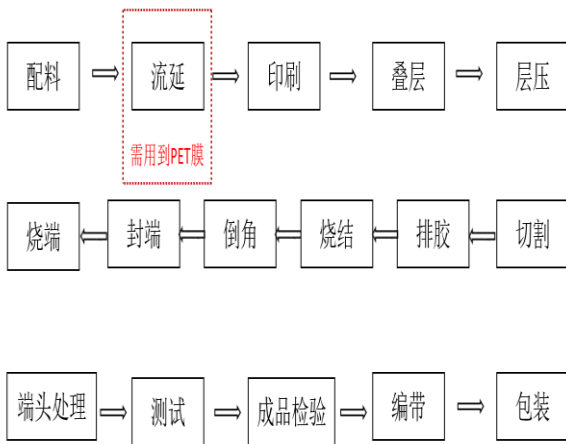 配料
流延
印刷
叠层
层压
需用到PET膜
烧端
封端
倒角
烧结
排胶
切割
端头处理
测试
成品检验
编带
包装